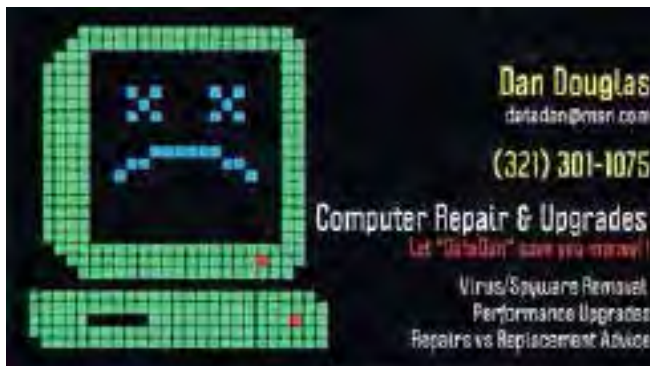 Dan Douglas
datadan@msn.com
(321) 301-1075
Computer Repair & Upgrades
Let "DataDan" save you money!!
Virus/Spyware Removal
Performance Upgrades
Repairs vs Replacement Advice